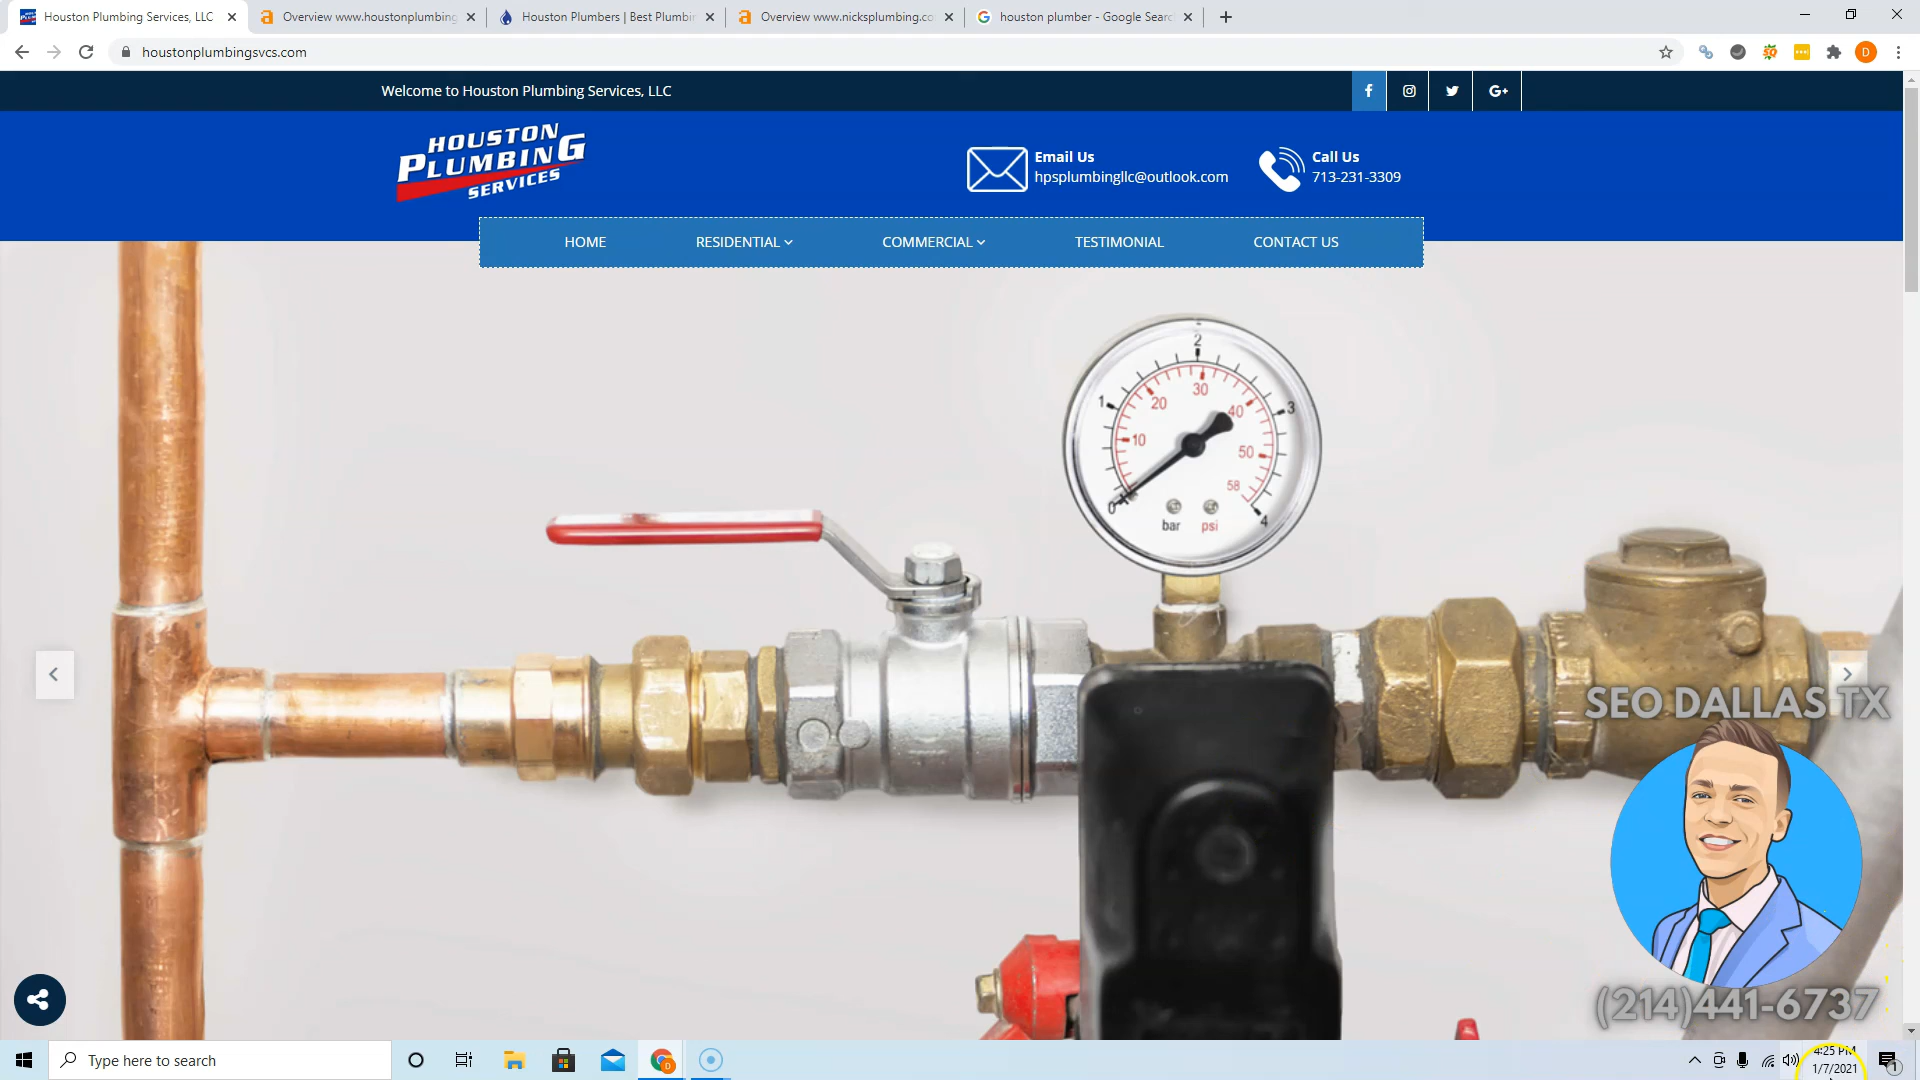 Houston Plumbing Services, LLC
Overview www.houstonplumbing
Houston Plumbers | Best Plumbin
Overview www.nicksplumbing.co
houston plumber - Google Searc
houstonplumbingsvcs.com
D
Welcome to Houston Plumbing Services, LLC
G+
HOUSTON
PLUMBING
SERVICES
Email Us
hpsplumbingllc@outlook.com
Call Us
713-231-3309
HOME
RESIDENTIAL
COMMERCIAL
TESTIMONIAL
CONTACT US
0
1
2
3
4
10
20
30
40
50
58
bar
psi
SEO DALLAS TX
(214)441-6737
Type here to search
4:25 PM
1/7/2021
1